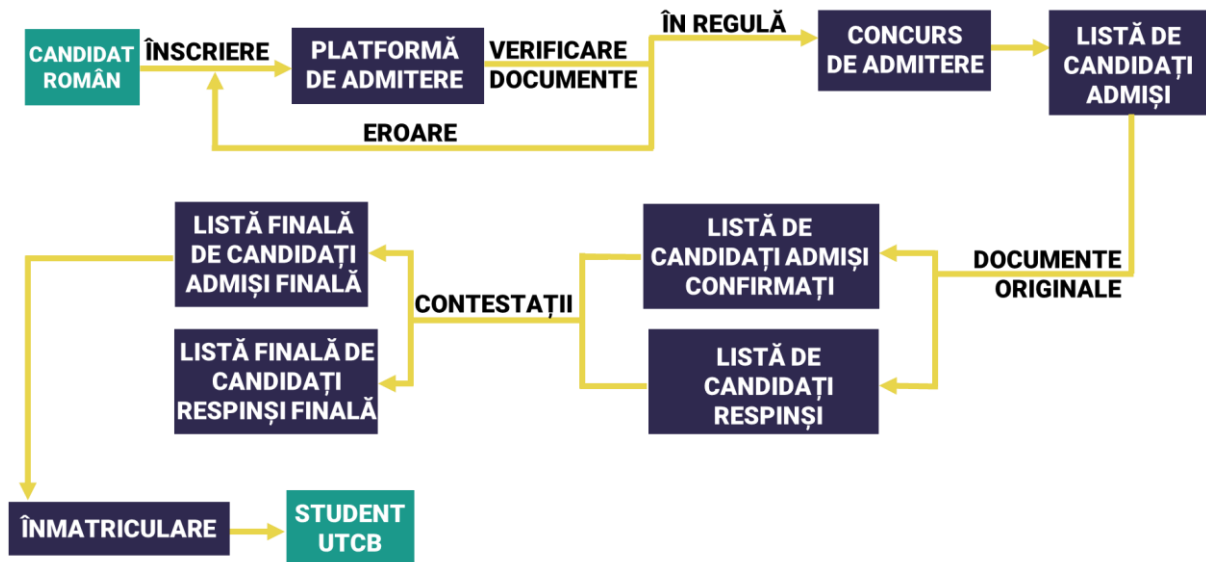 CANDIDAT
ROMÂN
ÎNSCRIERE
PLATFORMĂ
DE ADMITERE
VERIFICARE
DOCUMENTE
ÎN REGULĂ
CONCURS
DE ADMITERE
LISTĂ DE
CANDIDAȚI
ADMIȘI
EROARE
DOCUMENTE
ORIGINALE
LISTĂ DE
CANDIDAȚI ADMIȘI
CONFIRMAȚI
LISTĂ DE
CANDIDAȚI
RESPINȘI
CONTESTAȚII
LISTĂ FINALĂ
DE CANDIDAȚI
ADMIȘI FINALĂ
LISTĂ FINALĂ DE
CANDIDAȚI
RESPINȘI FINALĂ
ÎNMATRICULARE
STUDENT
UTCB